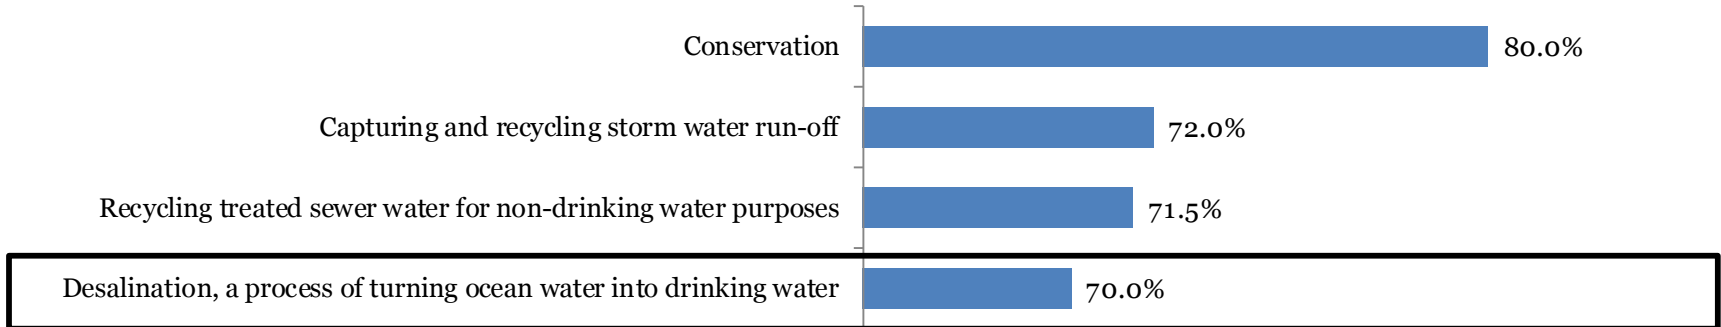 Conservation 80.0%
Capturing and recycling storm water run-off 72.0%
Recycling treated sewer water for non-drinking water purposes 71.5%
Desalination, a process of turning ocean water into drinking water 70.0%